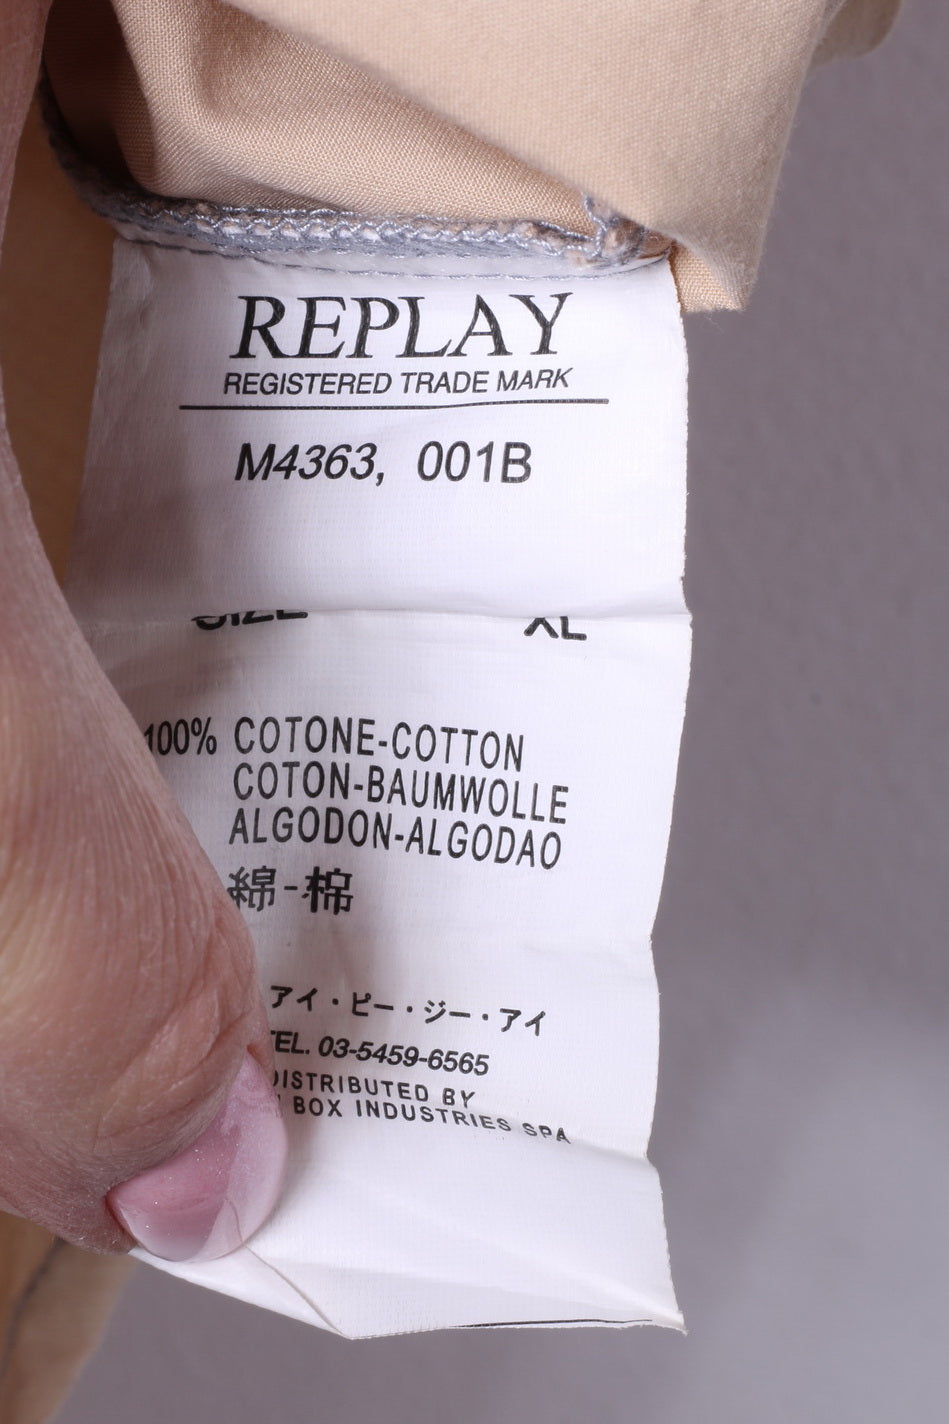 REPLAY
REGISTERED TRADE MARK
M4363, 001B
SIZE XL
100% COTONE-COTTON
COTON-BAUMWOLLE
ALGODON-ALGODAO
綿-棉
アイ・ピー・ジー・アイ
TEL. 03-5459-6565
DISTRIBUTED BY
BOX INDUSTRIES SPA